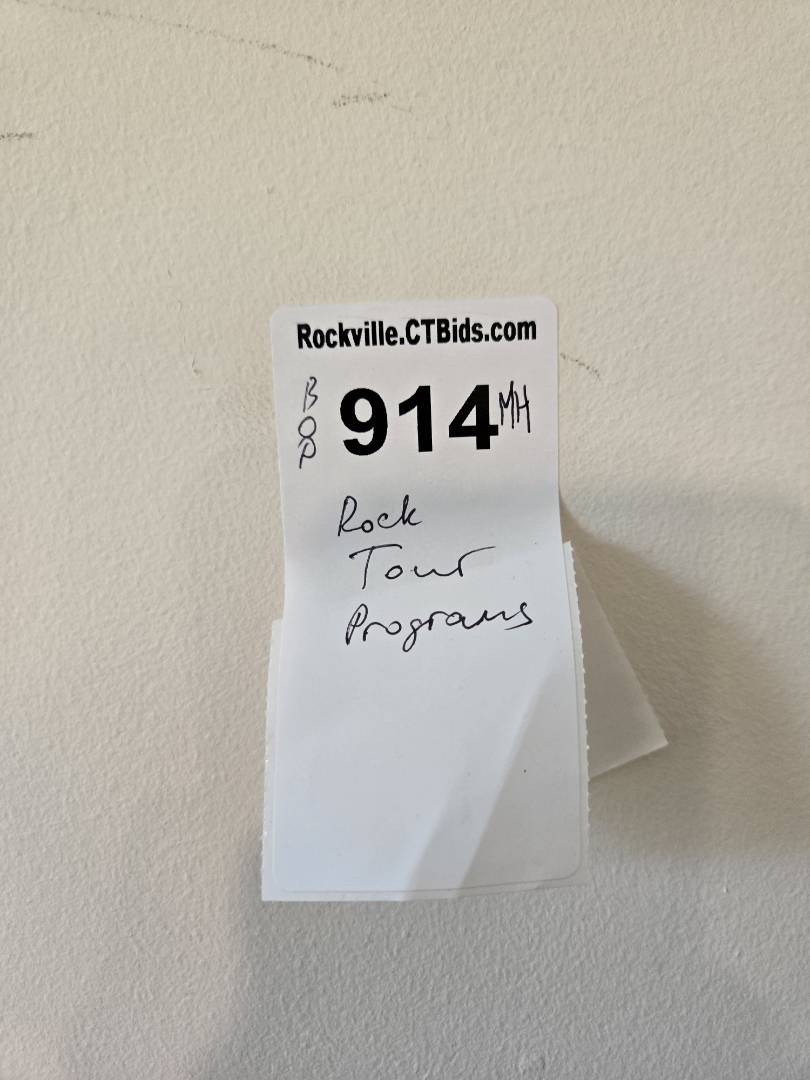 Rockville.CTBids.com
BOP 914 MH
Rock
Tour
Programs